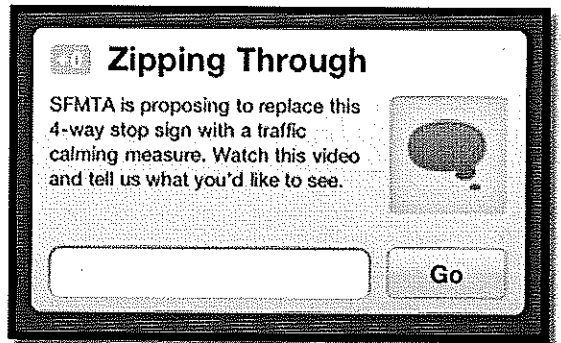 Zipping Through
SFMTA is proposing to replace this
4-way stop sign with a traffic
calming measure. Watch this video
and tell us what you'd like to see.
Go